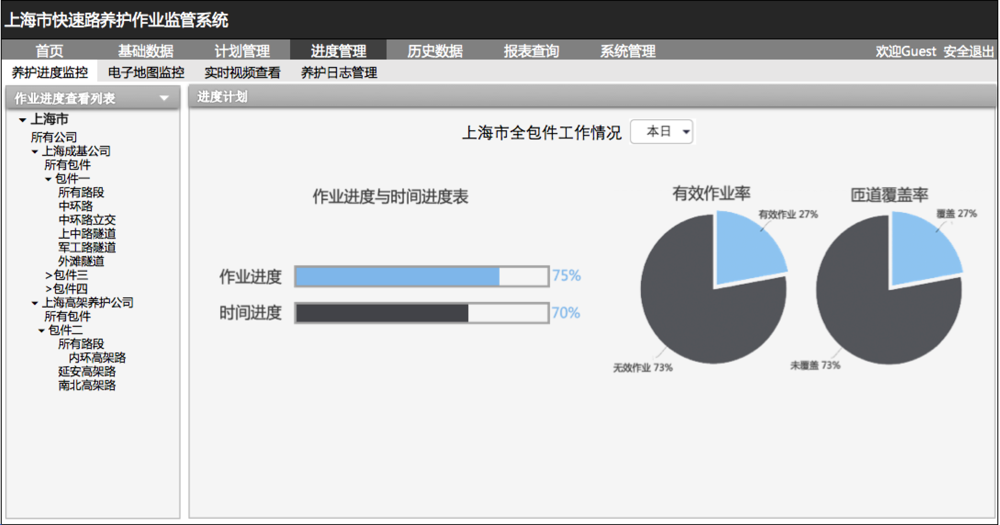 上海市快速路养护作业监管系统
首页 基础数据 计划管理 进度管理 历史数据 报表查询 系统管理 欢迎Guest 安全退出
养护进度监控 电子地图监控 实时视频查看 养护日志管理
作业进度查看列表
上海市
所有公司
上海成基公司
所有包件
包件一
所有路段
中环路
中环路立交
上中路隧道
军工路隧道
外滩隧道
>包件三
>包件四
上海高架养护公司
所有包件
包件二
所有路段
内环高架路
延安高架路
南北高架路
进度计划
上海市全包件工作情况 本日
作业进度与时间进度表
作业进度 75%
时间进度 70%
有效作业率
有效作业 27%
无效作业 73%
匝道覆盖率
覆盖 27%
未覆盖 73%